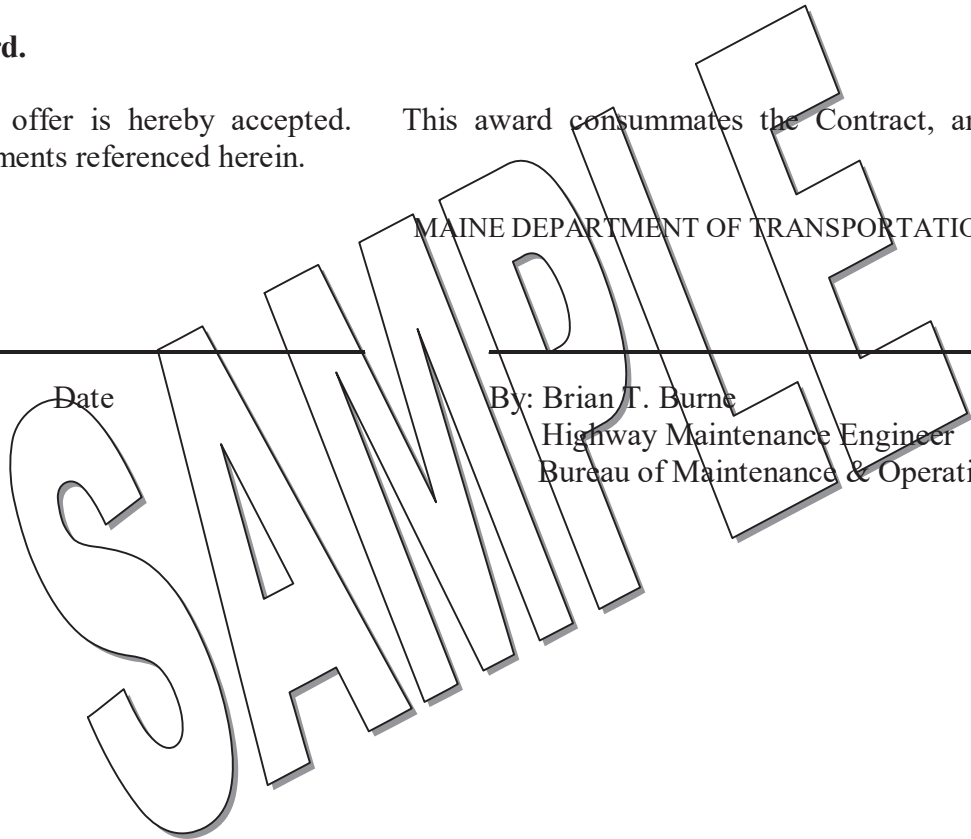 rd.
offer is hereby accepted. This award consummates the Contract, an
ments referenced herein.
MAINE DEPARTMENT OF TRANSPORTATIO
Date
By: Brian T. Burne
Highway Maintenance Engineer
Bureau of Maintenance & Operati
SAMPLE